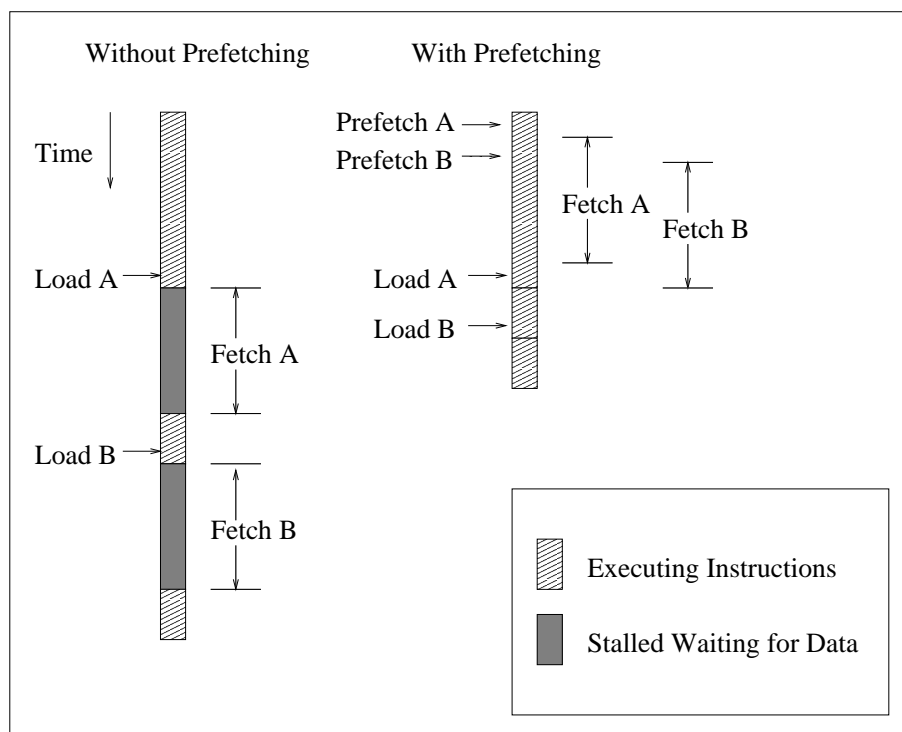 Without Prefetching
With Prefetching
Time
Load A
Fetch A
Load B
Fetch B
Prefetch A
Prefetch B
Fetch A
Fetch B
Load A
Load B
Executing Instructions
Stalled Waiting for Data